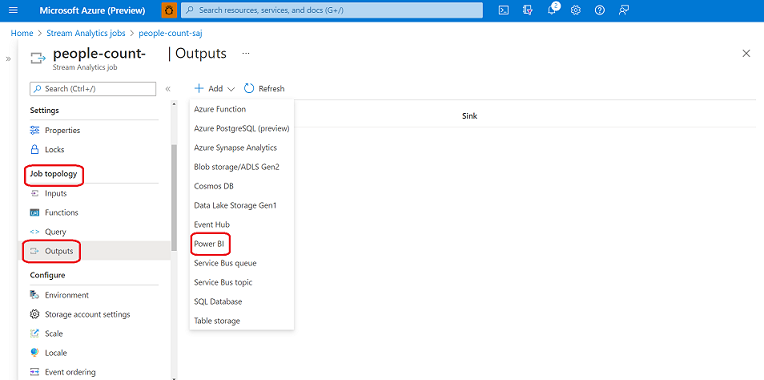 Microsoft Azure (Preview)
Search resources, services, and docs (G+/)
2
Home > Stream Analytics jobs > people-count-saj
people-count- | Outputs ...
Stream Analytics job
Search (Ctrl+/)
Add
Refresh
Settings
Properties
Locks
Job topology
Inputs
Functions
Query
Outputs
Configure
Environment
Storage account settings
Scale
Locale
Event ordering
Azure Function
Azure PostgreSQL (preview)
Azure Synapse Analytics
Blob storage/ADLS Gen2
Cosmos DB
Data Lake Storage Gen1
Event Hub
Power BI
Service Bus queue
Service Bus topic
SQL Database
Table storage
Sink